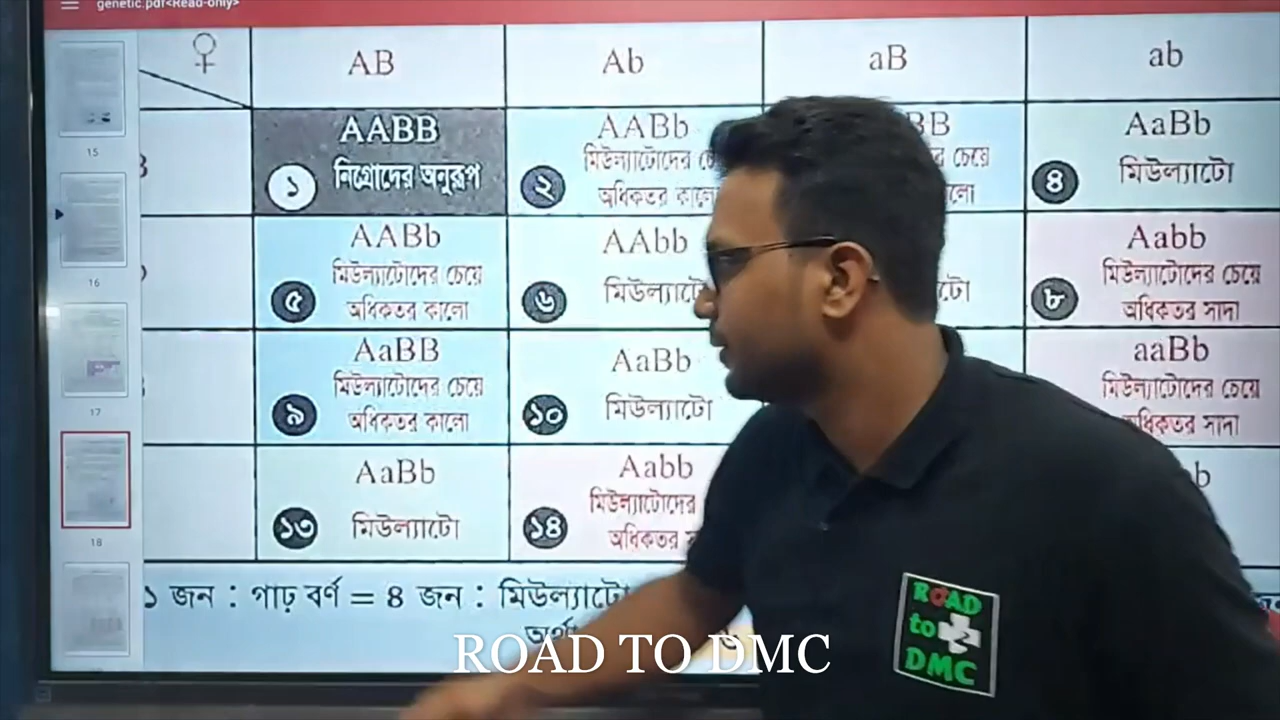 genetic.pdf<Read-only>
♀ AB Ab aB ab
AABB
নিগ্রোদের অনুরূপ
১
AABb
মিউল্যাটোদের
অধিকতর কালো
২
BB
চেয়ে
কালো
AaBb
মিউল্যাটো
৪
AABb
মিউল্যাটোদের চেয়ে
অধিকতর কালো
৫
AAbb
৬
Aabb
মিউল্যাটোদের চেয়ে
অধিকতর সাদা
৮
AaBB
মিউল্যাটোদের চেয়ে
অধিকতর কালো
৯
AaBb
মিউল্যাটো
১০
aaBb
মিউল্যাটোদের চেয়ে
অধিকতর সাদা
AaBb
মিউল্যাটো
১৩
Aabb
মিউল্যাটোদের
অধিকতর
১৪
১ জন : গাঢ় বর্ণ = ৪ জন : মিউল্যাটো
15
16
17
18
ROAD TO DMC
ROAD
to
DMC